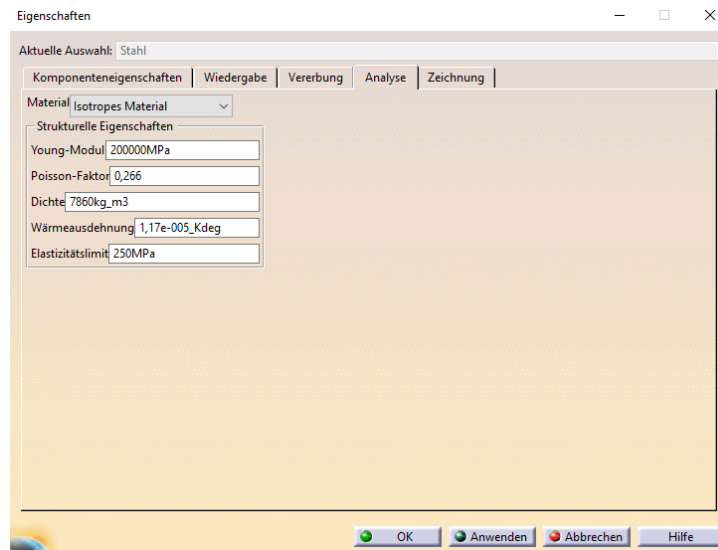 Eigenschaften
Aktuelle Auswahl: Stahl
Komponenteneigenschaften Wiedergabe Vererbung Analyse Zeichnung
Material Isotropes Material
Strukturelle Eigenschaften
Young-Modul 200000MPa
Poisson-Faktor 0,266
Dichte 7860kg_m3
Wärmeausdehnung 1,17e-005_Kdeg
Elastizitätslimit 250MPa
OK Anwenden Abbrechen Hilfe